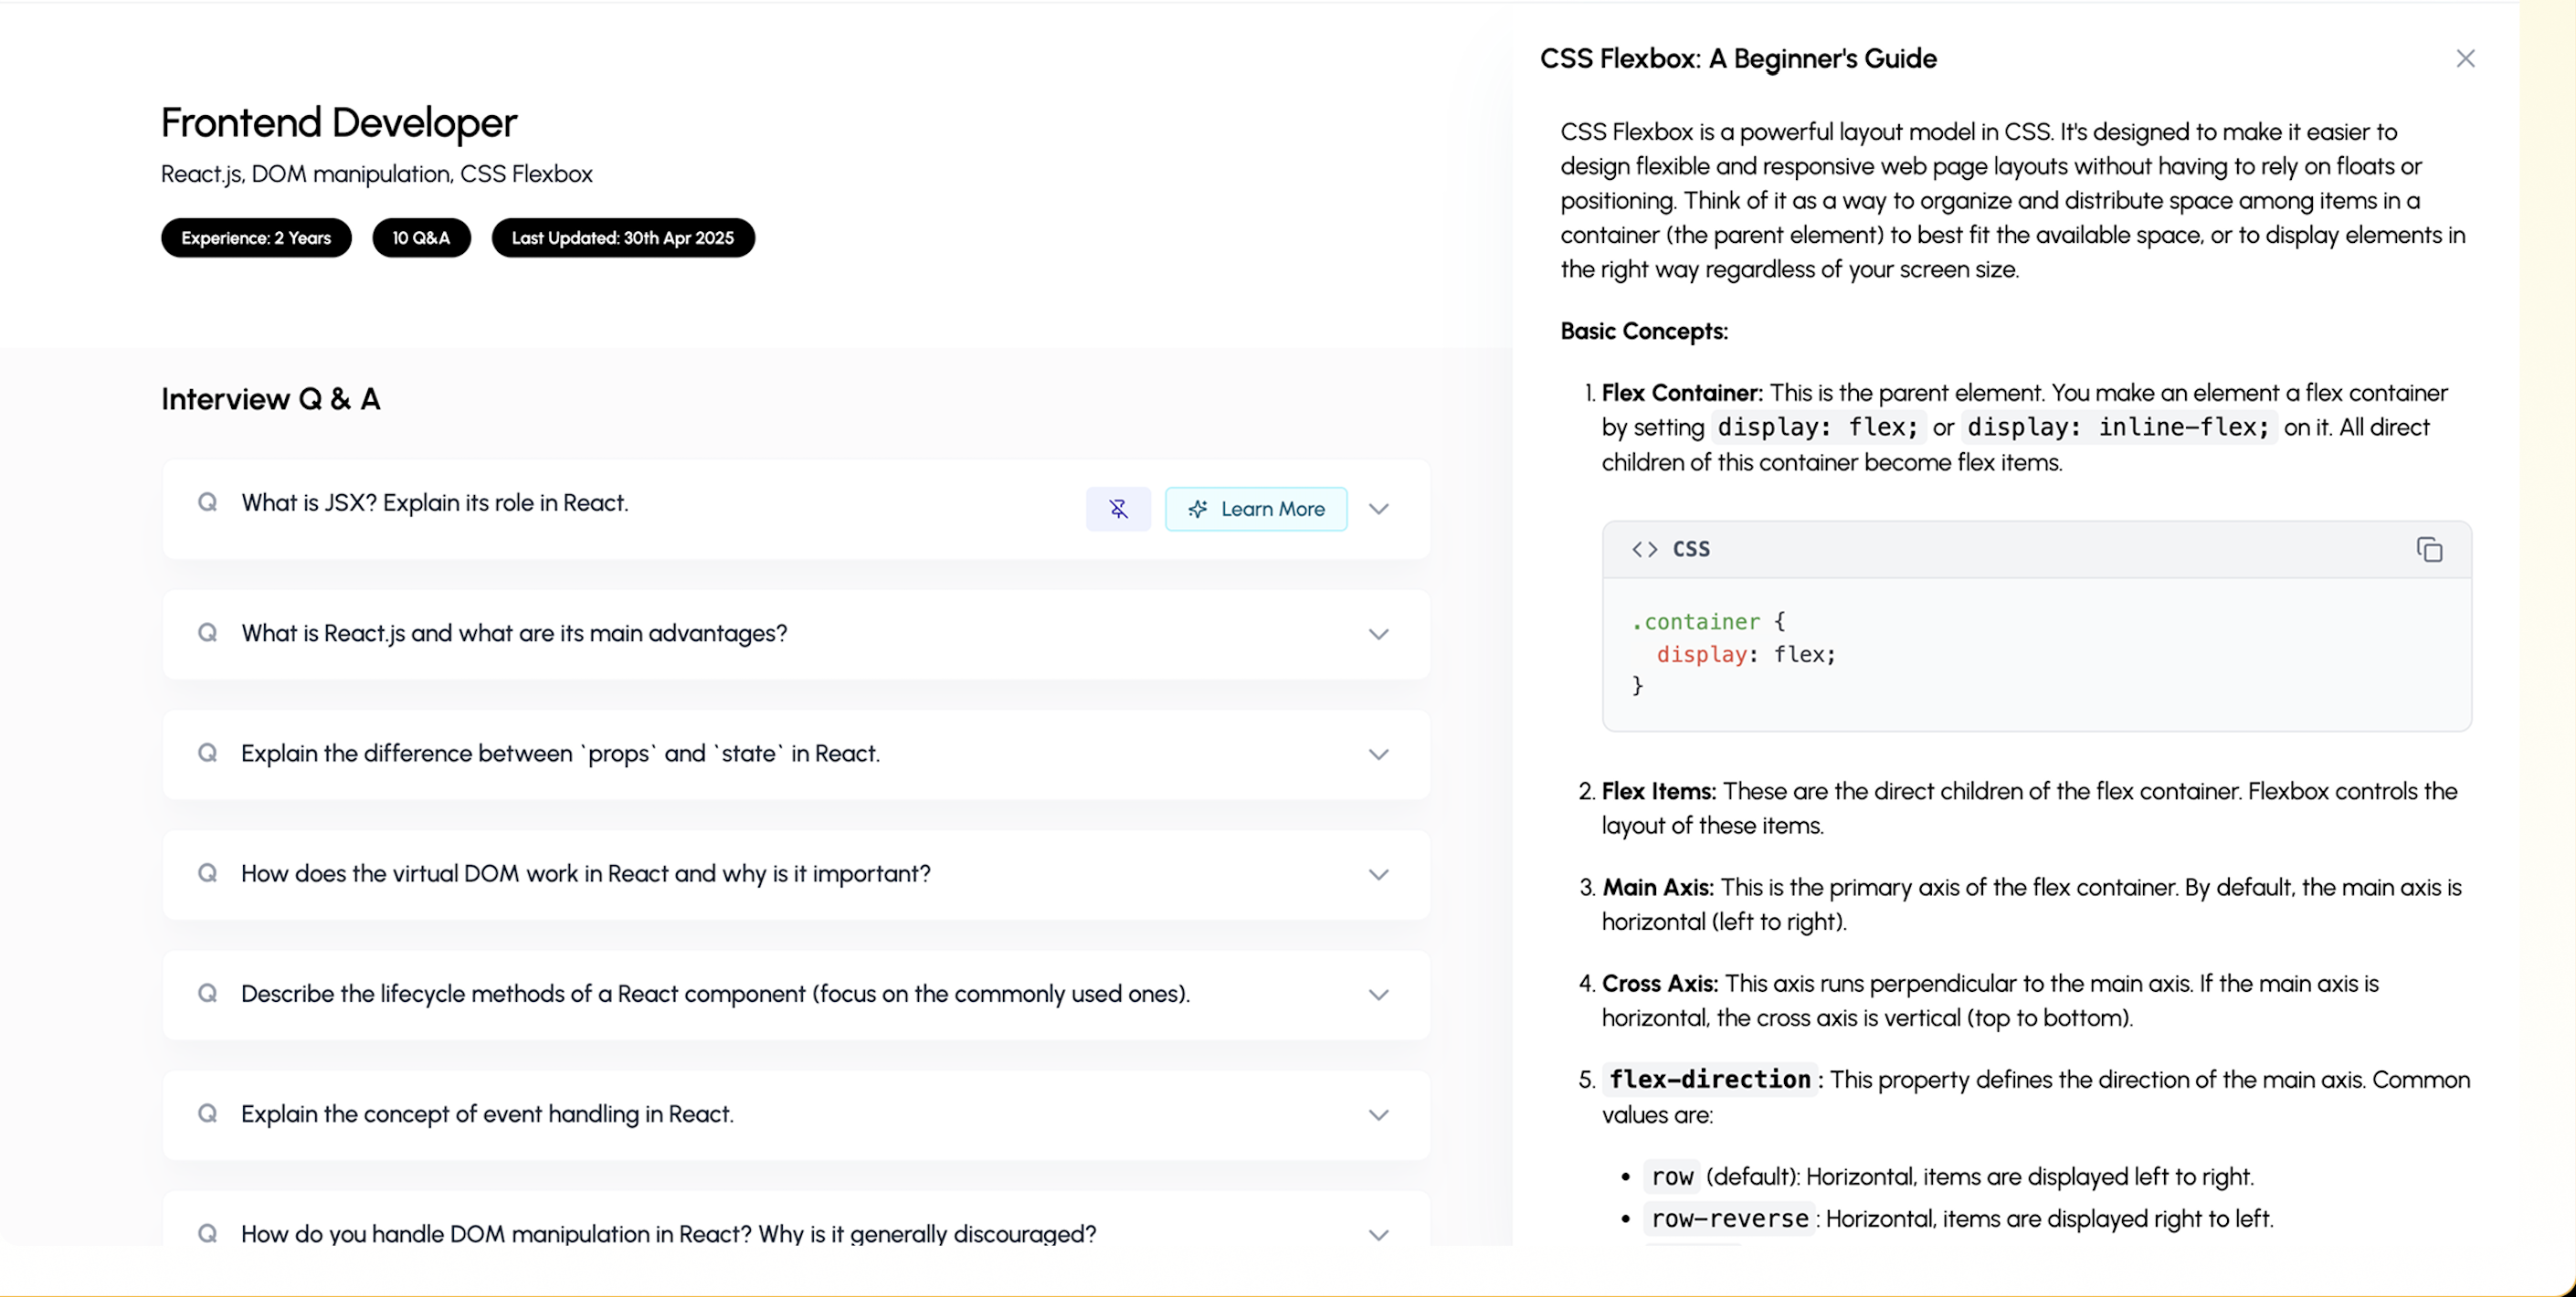 Frontend Developer
React.js, DOM manipulation, CSS Flexbox
Experience: 2 Years
10 Q&A
Last Updated: 30th Apr 2025
Interview Q & A
Q What is JSX? Explain its role in React.
Learn More
Q What is React.js and what are its main advantages?
Q Explain the difference between `props` and `state` in React.
Q How does the virtual DOM work in React and why is it important?
Q Describe the lifecycle methods of a React component (focus on the commonly used ones).
Q Explain the concept of event handling in React.
Q How do you handle DOM manipulation in React? Why is it generally discouraged?
CSS Flexbox: A Beginner's Guide
CSS Flexbox is a powerful layout model in CSS. It's designed to make it easier to
design flexible and responsive web page layouts without having to rely on floats or
positioning. Think of it as a way to organize and distribute space among items in a
container (the parent element) to best fit the available space, or to display elements in
the right way regardless of your screen size.
Basic Concepts:
1. Flex Container: This is the parent element. You make an element a flex container
by setting display: flex; or display: inline-flex; on it. All direct
children of this container become flex items.
<> CSS
.container {
  display: flex;
}
2. Flex Items: These are the direct children of the flex container. Flexbox controls the
layout of these items.
3. Main Axis: This is the primary axis of the flex container. By default, the main axis is
horizontal (left to right).
4. Cross Axis: This axis runs perpendicular to the main axis. If the main axis is
horizontal, the cross axis is vertical (top to bottom).
5. flex-direction: This property defines the direction of the main axis. Common
values are:
• row (default): Horizontal, items are displayed left to right.
• row-reverse: Horizontal, items are displayed right to left.